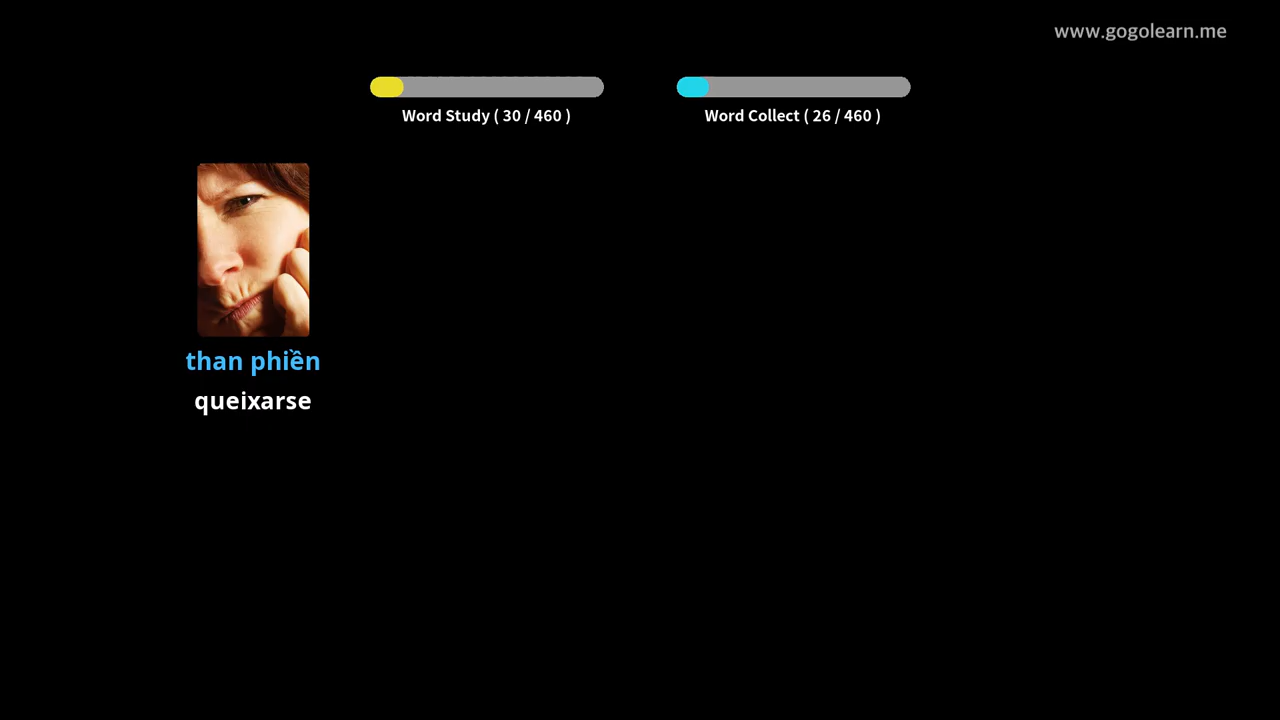 www.gogolearn.me
Word Study ( 30 / 460 )
Word Collect ( 26 / 460 )
than phiền
queixarse